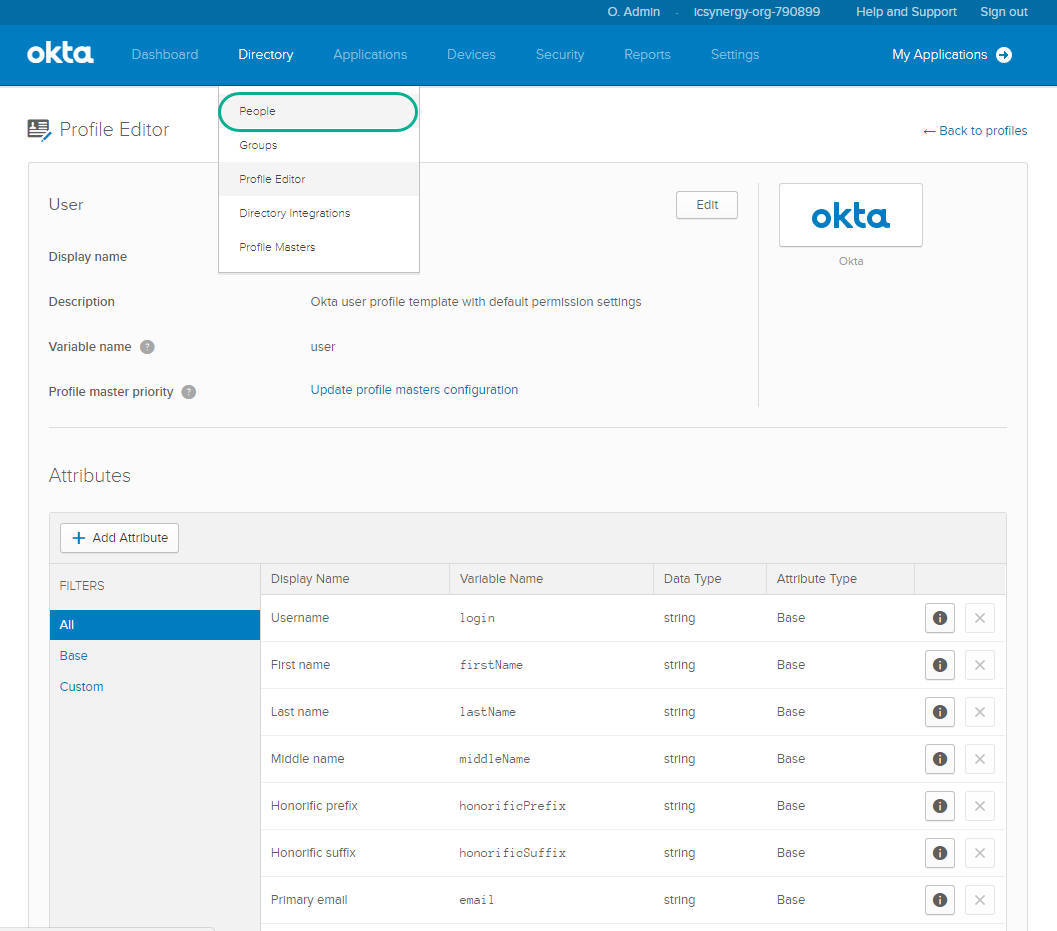 O. Admin . icsynergy-org-790899 Help and Support Sign out
okta Dashboard Directory Applications Devices Security Reports Settings My Applications
People
Groups
Profile Editor
Directory Integrations
Profile Masters
Profile Editor
← Back to profiles
User
Edit
okta
Okta
Display name
Description Okta user profile template with default permission settings
Variable name ? user
Profile master priority ? Update profile masters configuration
Attributes
+ Add Attribute
FILTERS
All
Base
Custom
Display Name Variable Name Data Type Attribute Type
Username login string Base
First name firstName string Base
Last name lastName string Base
Middle name middleName string Base
Honorific prefix honorificPrefix string Base
Honorific suffix honorificSuffix string Base
Primary email email string Base